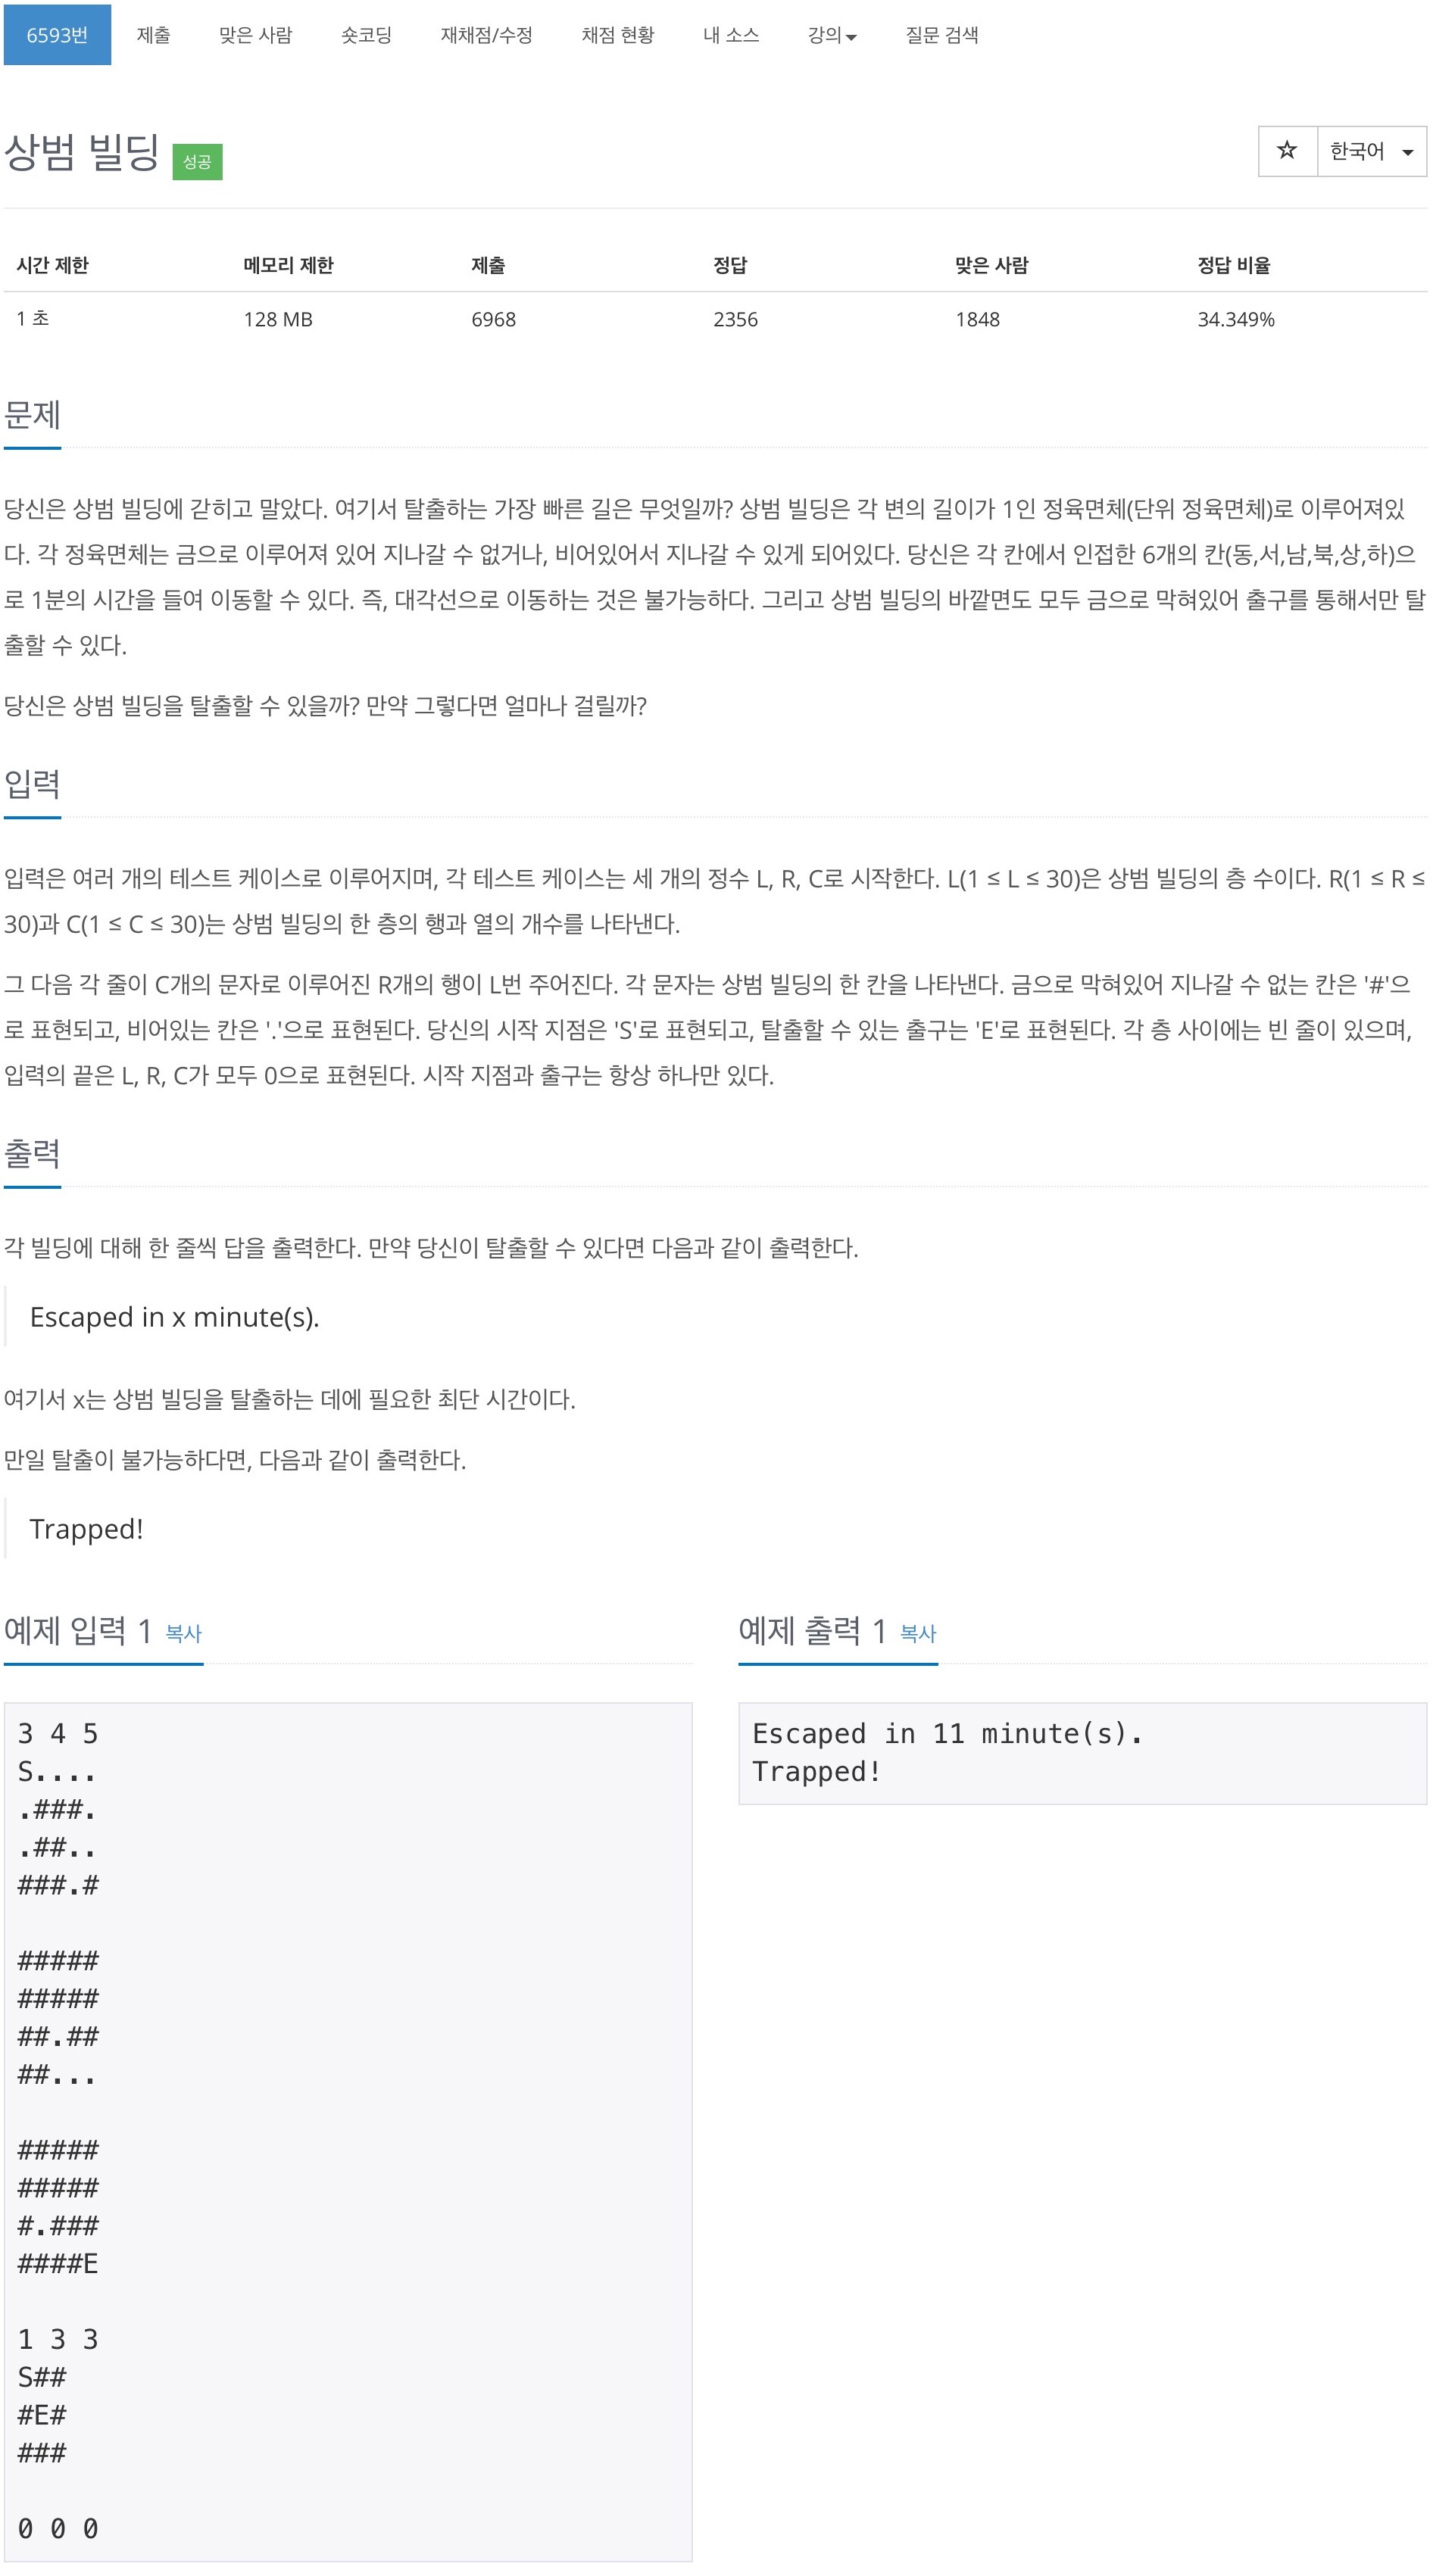 6593번 제출 맞은 사람 숏코딩 재채점/수정 채점 현황 내 소스 강의 질문 검색
상범 빌딩 성공 ☆ 한국어
시간 제한 메모리 제한 제출 정답 맞은 사람 정답 비율
1 초 128 MB 6968 2356 1848 34.349%
문제
당신은 상범 빌딩에 갇히고 말았다. 여기서 탈출하는 가장 빠른 길은 무엇일까? 상범 빌딩은 각 변의 길이가 1인 정육면체(단위 정육면체)로 이루어져있
다. 각 정육면체는 금으로 이루어져 있어 지나갈 수 없거나, 비어있어서 지나갈 수 있게 되어있다. 당신은 각 칸에서 인접한 6개의 칸(동,서,남,북,상,하)으
로 1분의 시간을 들여 이동할 수 있다. 즉, 대각선으로 이동하는 것은 불가능하다. 그리고 상범 빌딩의 바깥면도 모두 금으로 막혀있어 출구를 통해서만 탈
출할 수 있다.
당신은 상범 빌딩을 탈출할 수 있을까? 만약 그렇다면 얼마나 걸릴까?
입력
입력은 여러 개의 테스트 케이스로 이루어지며, 각 테스트 케이스는 세 개의 정수 L, R, C로 시작한다. L(1 ≤ L ≤ 30)은 상범 빌딩의 층 수이다. R(1 ≤ R ≤
30)과 C(1 ≤ C ≤ 30)는 상범 빌딩의 한 층의 행과 열의 개수를 나타낸다.
그 다음 각 줄이 C개의 문자로 이루어진 R개의 행이 L번 주어진다. 각 문자는 상범 빌딩의 한 칸을 나타낸다. 금으로 막혀있어 지나갈 수 없는 칸은 '#'으
로 표현되고, 비어있는 칸은 '.'으로 표현된다. 당신의 시작 지점은 'S'로 표현되고, 탈출할 수 있는 출구는 'E'로 표현된다. 각 층 사이에는 빈 줄이 있으며,
입력의 끝은 L, R, C가 모두 0으로 표현된다. 시작 지점과 출구는 항상 하나만 있다.
출력
각 빌딩에 대해 한 줄씩 답을 출력한다. 만약 당신이 탈출할 수 있다면 다음과 같이 출력한다.
Escaped in x minute(s).
여기서 x는 상범 빌딩을 탈출하는 데에 필요한 최단 시간이다.
만일 탈출이 불가능하다면, 다음과 같이 출력한다.
Trapped!
예제 입력 1 복사
3 4 5
S....
.###.
.##..
###.#

#####
#####
##.##
##...

#####
#####
#.###
####E

1 3 3
S##
#E#
###

0 0 0
예제 출력 1 복사
Escaped in 11 minute(s).
Trapped!